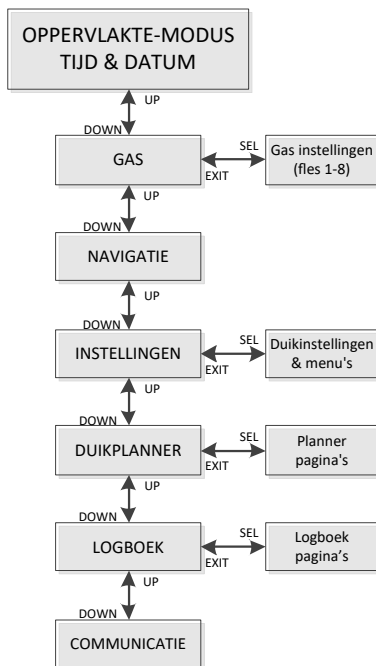 OPPERVLAKTE-MODUS
TIJD & DATUM
UP
DOWN
GAS
SEL
EXIT
Gas instellingen
(fles 1-8)
UP
DOWN
NAVIGATIE
UP
DOWN
INSTELLINGEN
SEL
EXIT
Duikinstellingen
& menu's
UP
DOWN
DUIKPLANNER
SEL
EXIT
Planner
pagina's
UP
DOWN
LOGBOEK
SEL
EXIT
Logboek
pagina’s
UP
DOWN
COMMUNICATIE